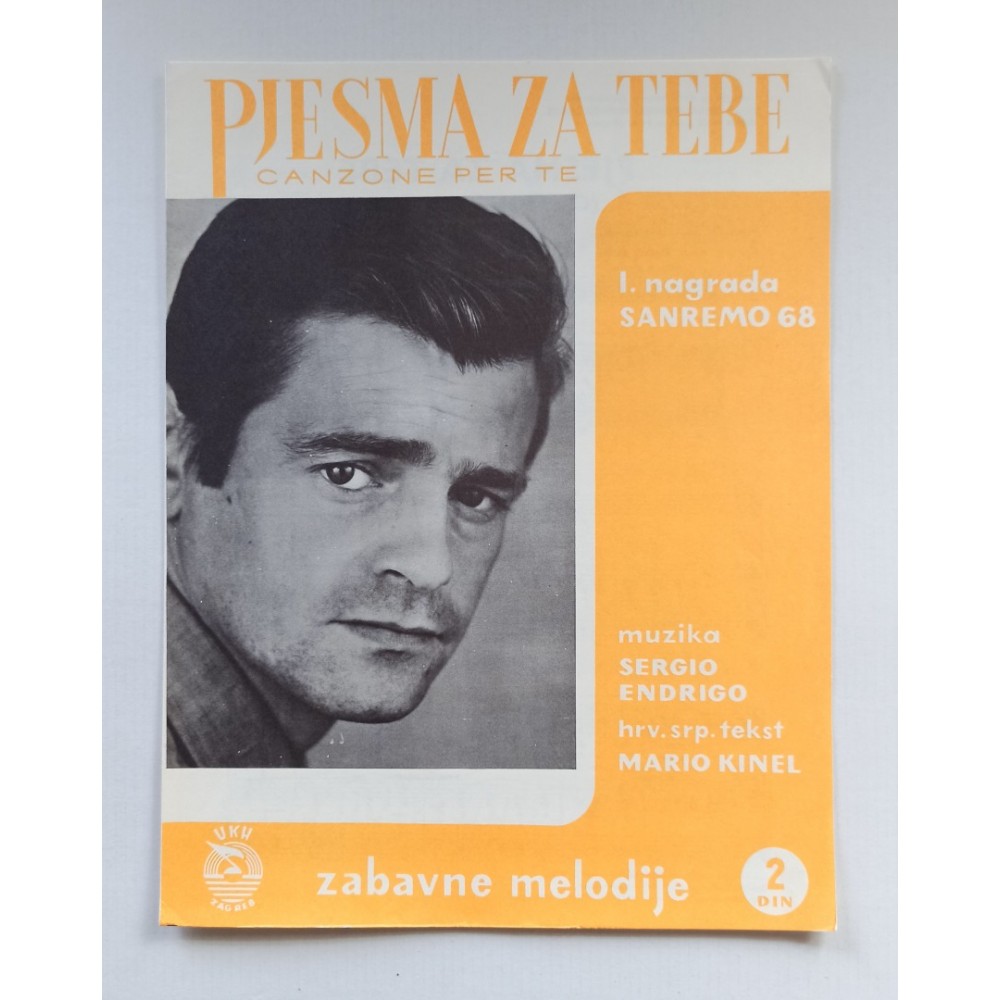 PJESMA ZA TEBE
CANZONE PER TE
I. nagrada
SANREMO 68
muzika
SERGIO
ENDRIGO
hrv. srp. tekst
MARIO KINEL
UKH
ZAGREB
zabavne melodije
2
DIN